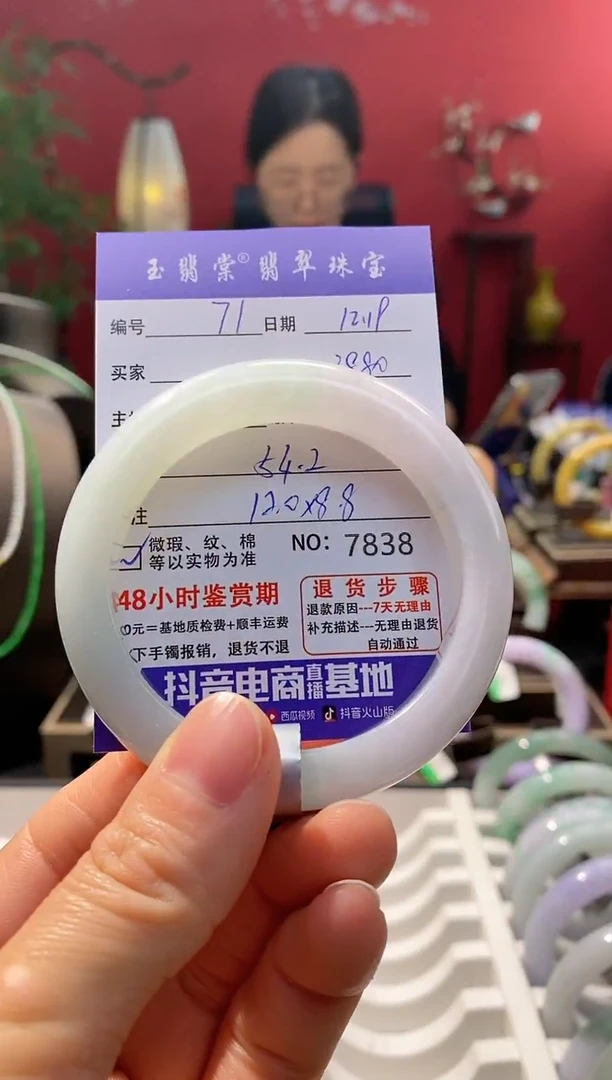 玉翡棠® 翡翠珠宝
编号 71 日期 12.11
买家 3980
54.2
注 12.0×8.8
微瑕、纹、棉
等以实物为准
NO: 7838
48小时鉴赏期
0元=基地质检费+顺丰运费
下手镯报销，退货不退
退货步骤
退款原因---7天无理由
补充描述---无理由退货
自动通过
抖音电商直播基地
西瓜视频 抖音火山版